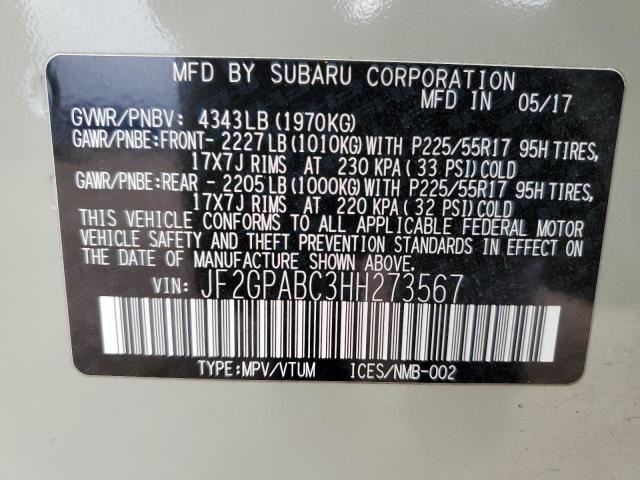 MFD BY SUBARU CORPORATION
MFD IN 05/17
GVWR/PNBV: 4343LB(1970KG)
GAWR/PNBE:FRONT- 2227LB(1010KG)WITH P225/55R17 95H TIRES,
17X7J RIMS AT 230 KPA(33 PSI)COLD
GAWR/PNBE:REAR - 2205LB(1000KG)WITH P225/55R17 95H TIRES,
17X7J RIMS AT 220 KPA(32 PSI)COLD
THIS VEHICLE CONFORMS TO ALL APPLICABLE FEDERAL MOTOR
VEHICLE SAFETY AND THEFT PREVENTION STANDARDS IN EFFECT ON
THE DATE OF MANUFACTURE SHOWN ABOVE.
VIN: JF2GPABC3HH273567
TYPE:MPV/VTUM ICES/NMB-002